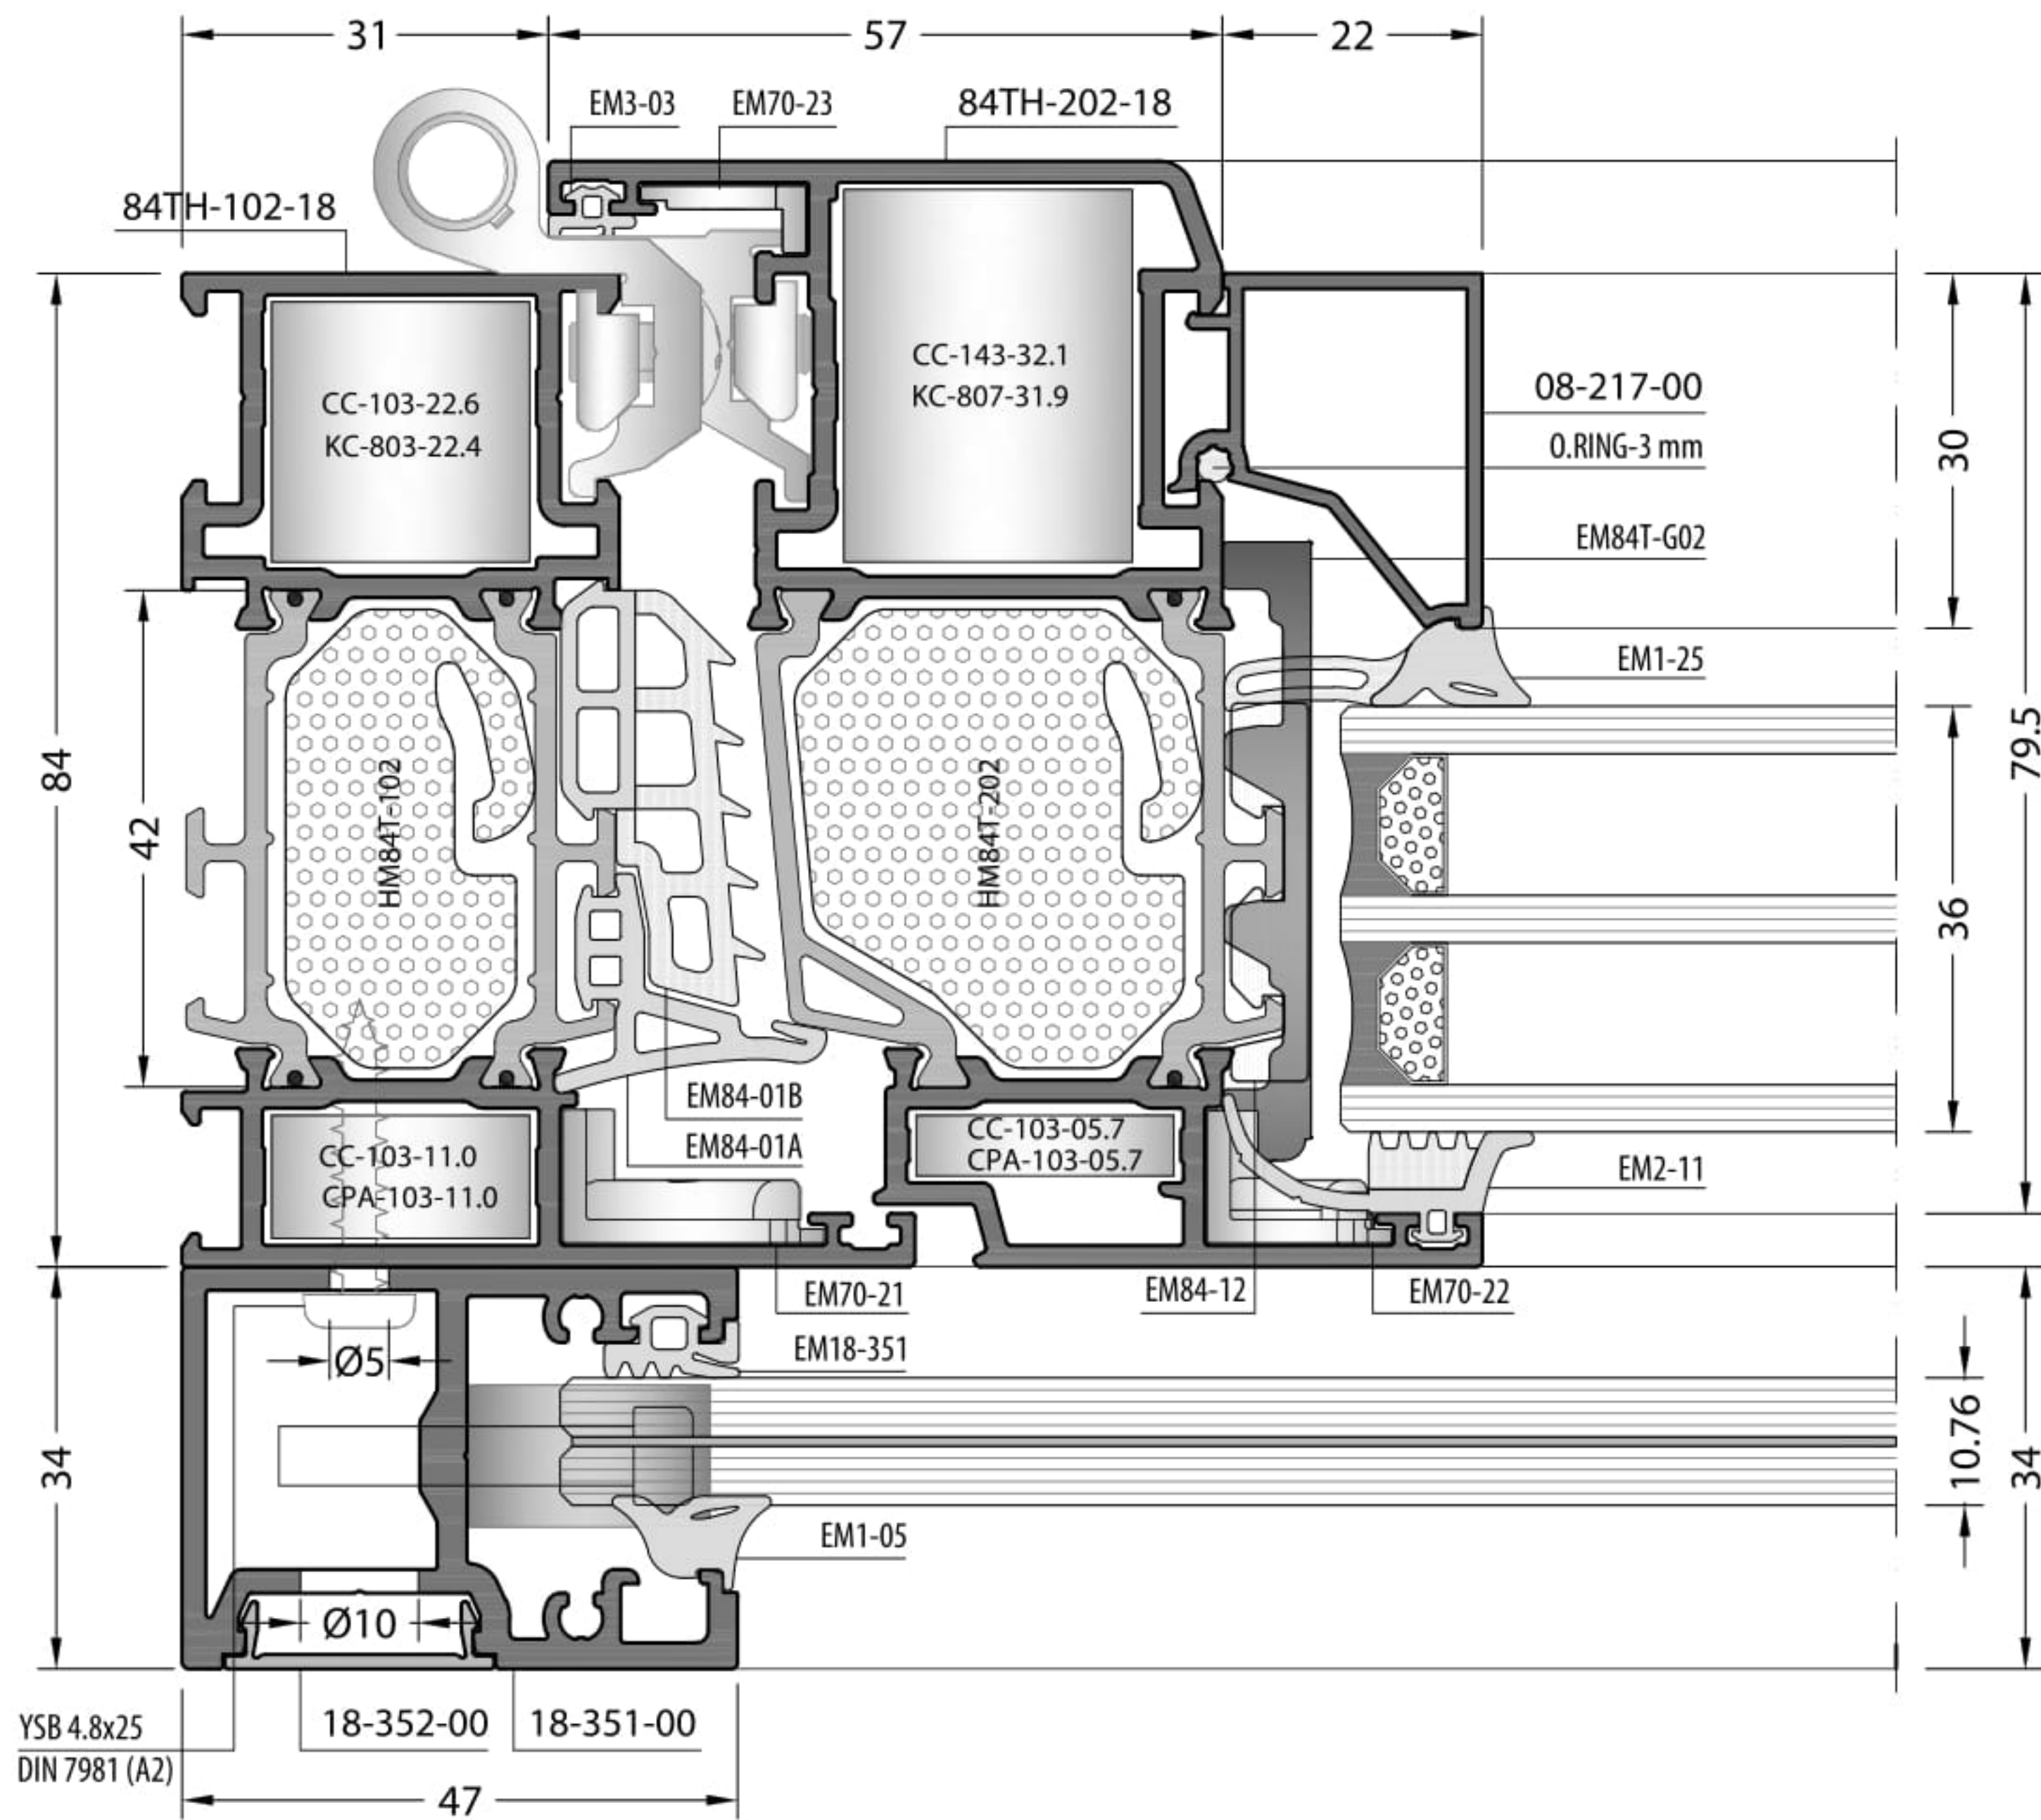 31
57
22
EM3-03
EM70-23
84TH-202-18
84TH-102-18
CC-143-32.1
KC-807-31.9
CC-103-22.6
KC-803-22.4
08-217-00
O.RING-3 mm
30
EM84T-G02
EM1-25
79.5
84
42
HM84T-102
HM84T-202
36
EM84-01B
EM84-01A
CC-103-11.0
CPA-103-11.0
CC-103-05.7
CPA-103-05.7
EM2-11
EM70-21
EM84-12
EM70-22
EM18-351
Ø5
34
10.76
34
EM1-05
Ø10
YSB 4.8x25
DIN 7981 (A2)
18-352-00
18-351-00
47